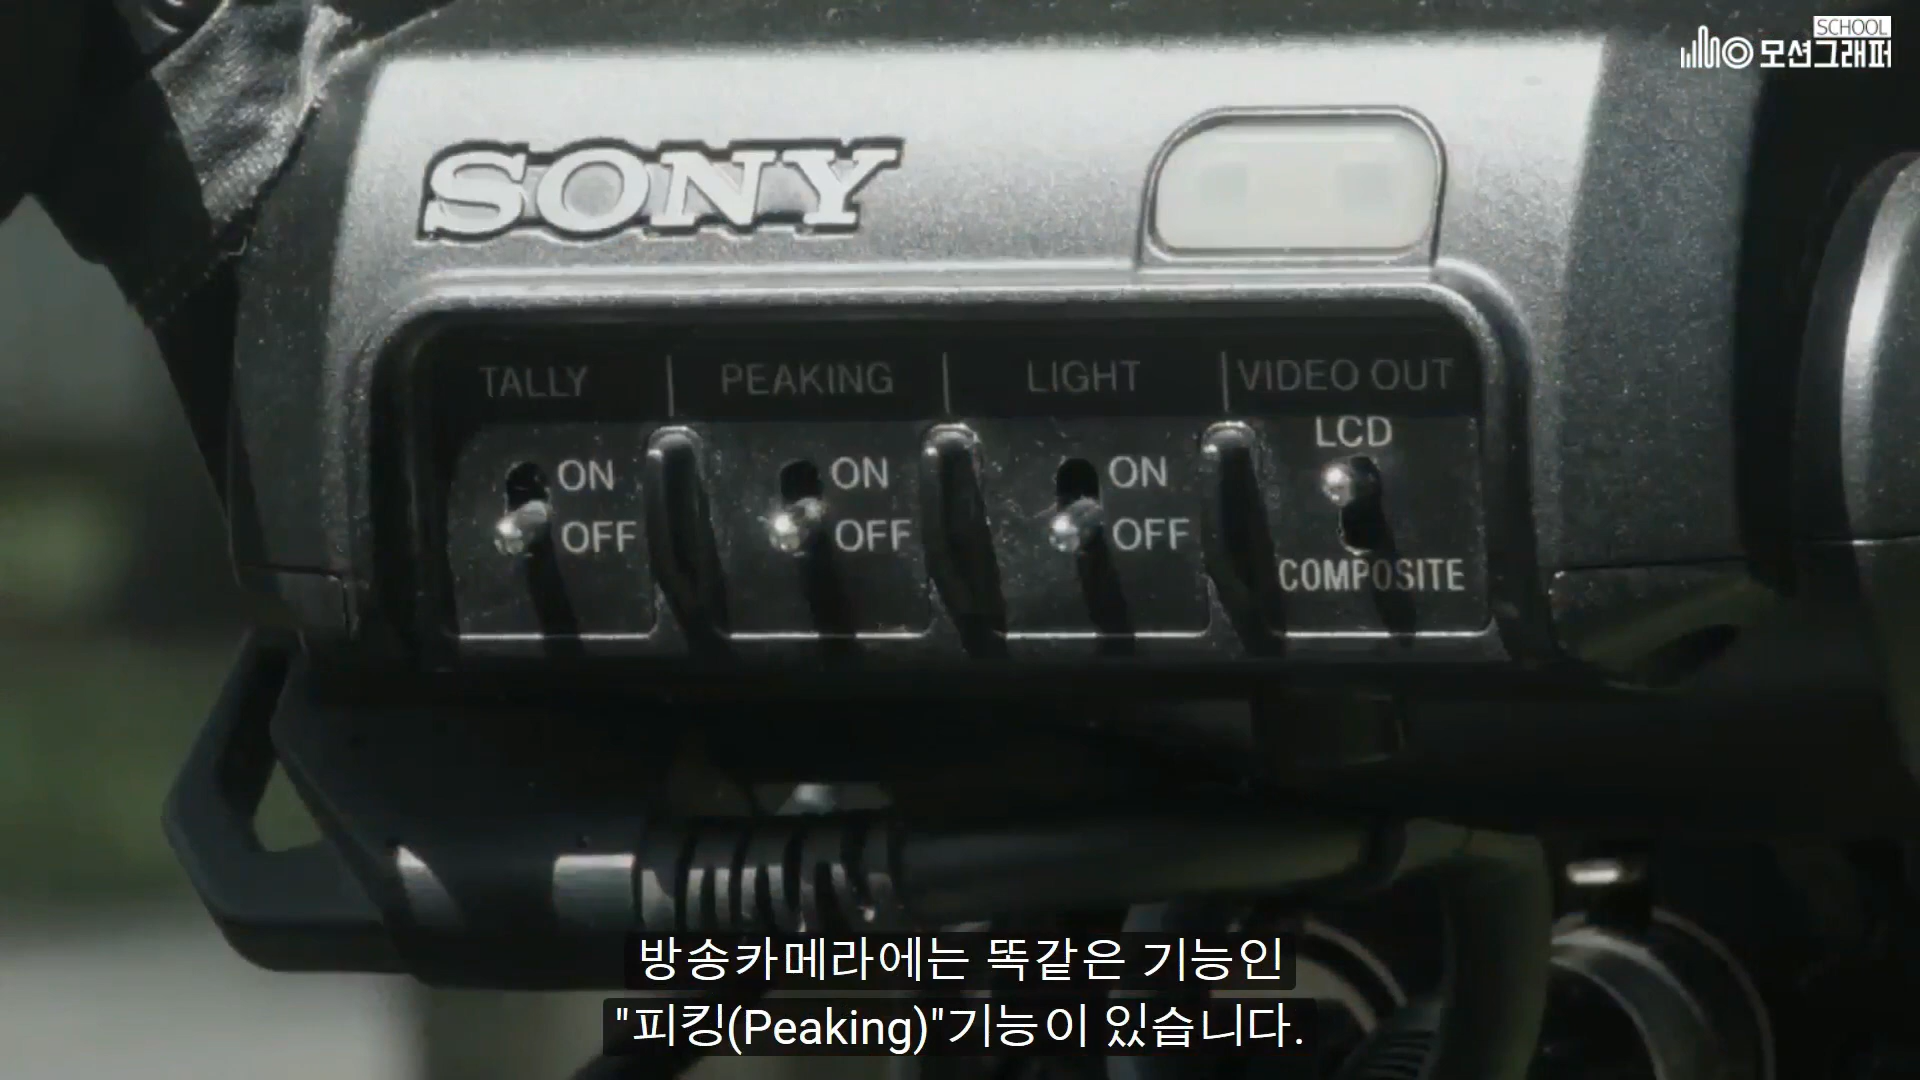 SCHOOL
모션그래퍼
SONY
TALLY
PEAKING
LIGHT
VIDEO OUT
LCD
ON
ON
ON
OFF
OFF
OFF
COMPOSITE
방송카메라에는 똑같은 기능인
"피킹(Peaking)"기능이 있습니다.